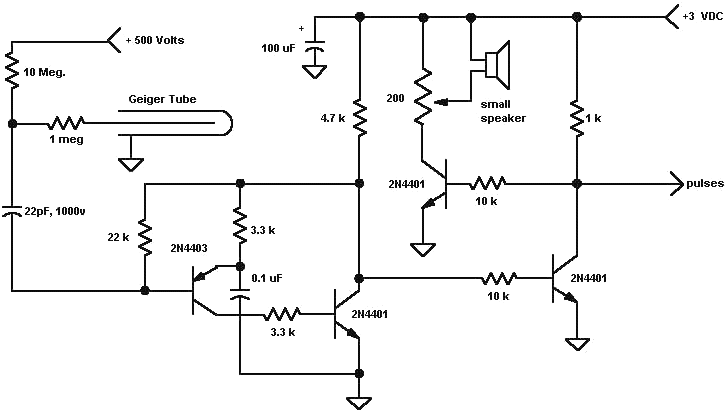 + 500 Volts
+
+3 VDC
100 uF
10 Meg.
Geiger Tube
200
small
speaker
4.7 k
1 k
1 meg
2N4401
pulses
10 k
22pF, 1000v
22 k
3.3 k
2N4403
0.1 uF
2N4401
10 k
2N4401
3.3 k